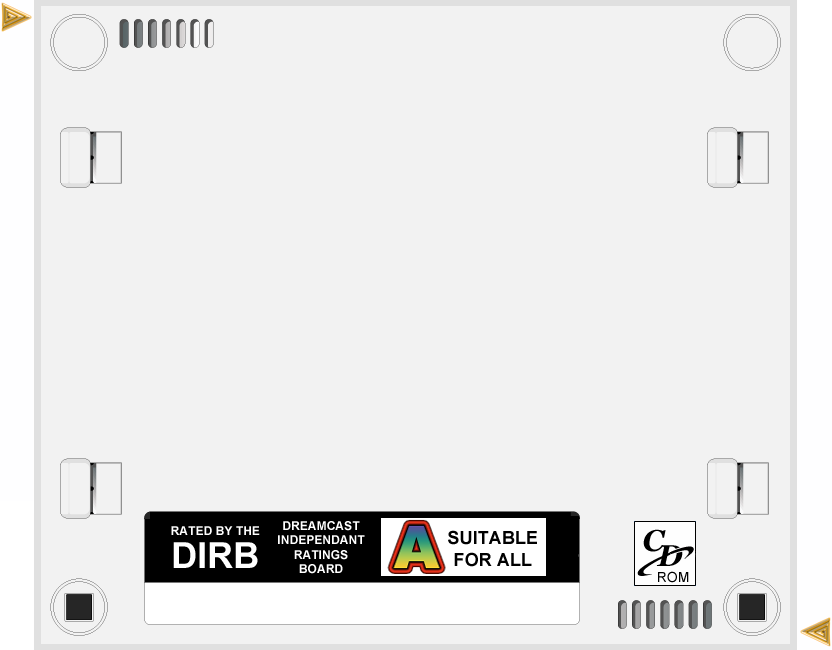 RATED BY THE
DIRB
DREAMCAST
INDEPENDANT
RATINGS
BOARD
A
SUITABLE
FOR ALL
CD
ROM